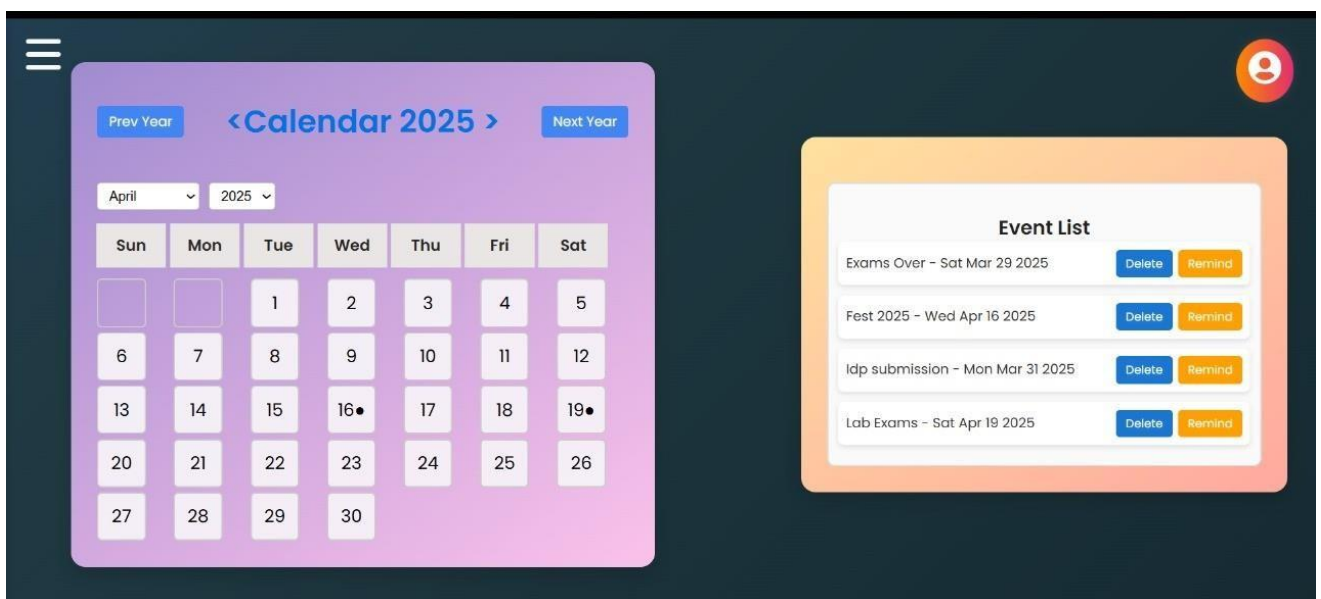 Prev Year <Calendar 2025 > Next Year
April 2025
Sun Mon Tue Wed Thu Fri Sat
1 2 3 4 5
6 7 8 9 10 11 12
13 14 15 16● 17 18 19●
20 21 22 23 24 25 26
27 28 29 30
Event List
Exams Over - Sat Mar 29 2025 Delete Remind
Fest 2025 - Wed Apr 16 2025 Delete Remind
Idp submission - Mon Mar 31 2025 Delete Remind
Lab Exams - Sat Apr 19 2025 Delete Remind